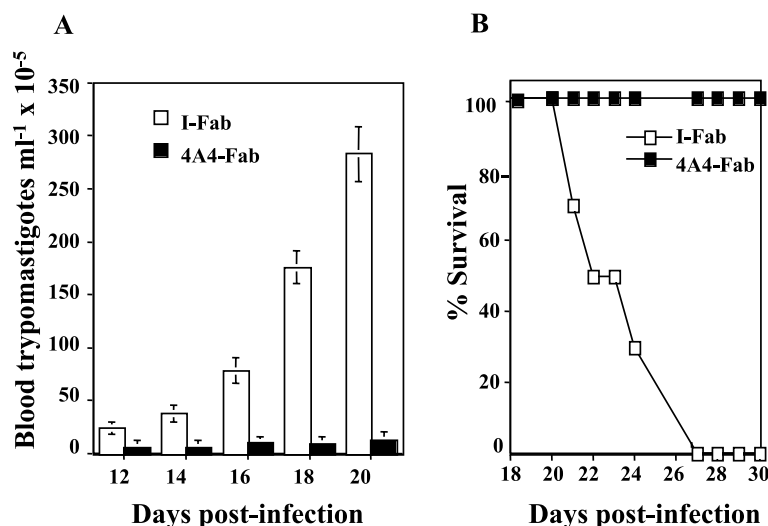 A
B
Blood trypomastigotes ml⁻¹ x 10⁻⁵
350
300
250
200
150
100
50
0
I-Fab
4A4-Fab
12 14 16 18 20
Days post-infection
% Survival
100
80
60
40
20
0
I-Fab
4A4-Fab
18 20 22 24 26 28 30
Days post-infection